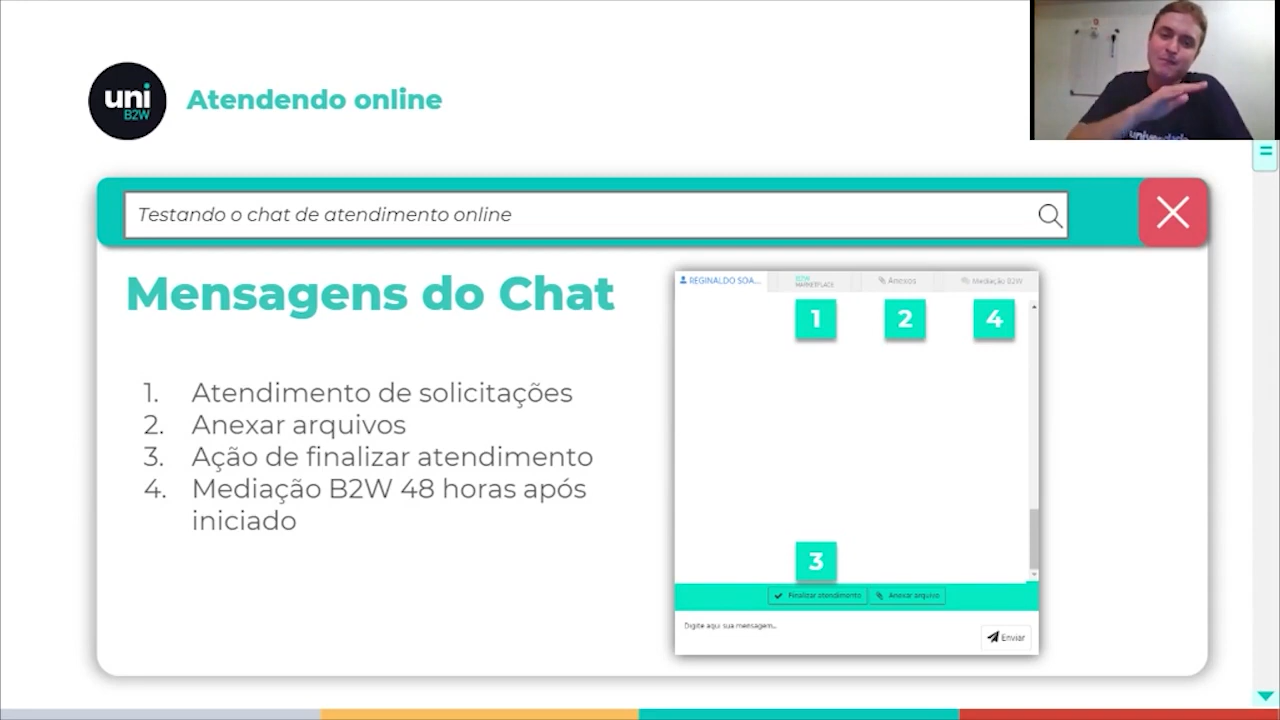 uni
B2W
Atendendo online
Testando o chat de atendimento online
Mensagens do Chat
1. Atendimento de solicitações
2. Anexar arquivos
3. Ação de finalizar atendimento
4. Mediação B2W 48 horas após
iniciado
REGINALDO SOA...
B2W
MARKETPLACE
Anexos
Mediação B2W
1
2
4
3
Finalizar atendimento
Anexar arquivo
Digite aqui sua mensagem...
Enviar